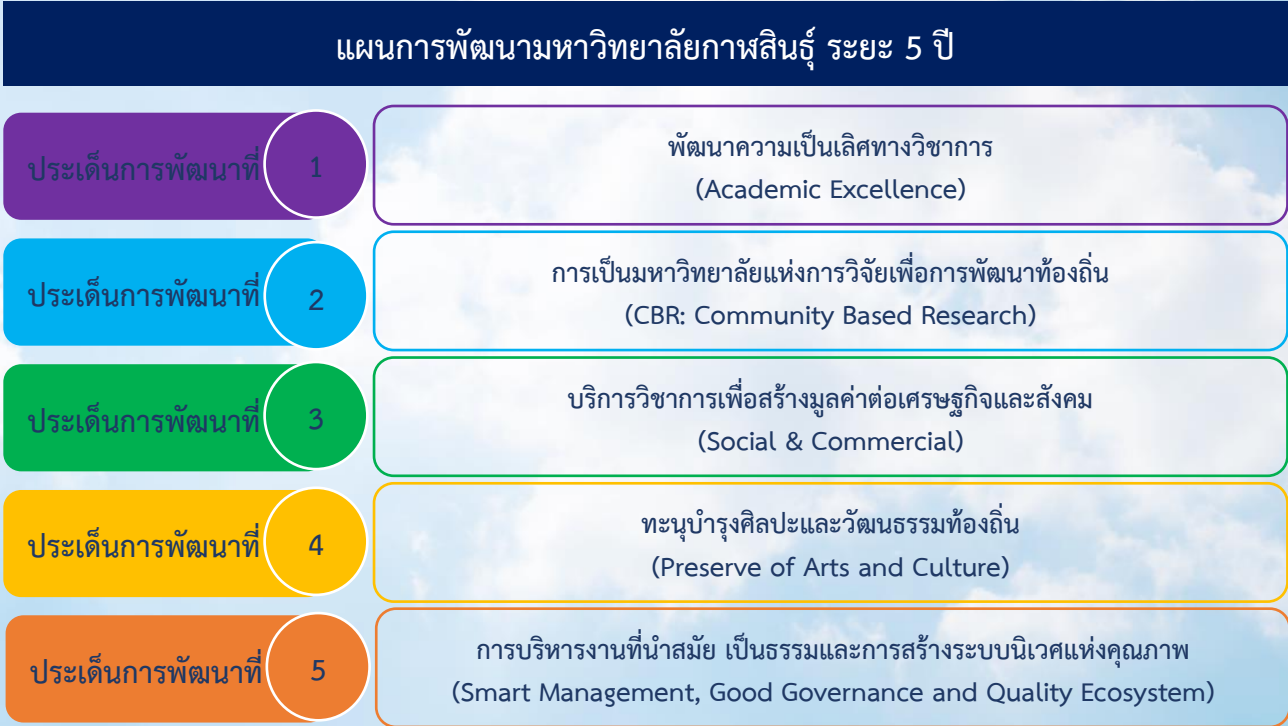 แผนการพัฒนามหาวิทยาลัยกาฬสินธุ์ ระยะ 5 ปี
ประเด็นการพัฒนาที่ 1
พัฒนาความเป็นเลิศทางวิชาการ
(Academic Excellence)
ประเด็นการพัฒนาที่ 2
การเป็นมหาวิทยาลัยแห่งการวิจัยเพื่อการพัฒนาท้องถิ่น
(CBR: Community Based Research)
ประเด็นการพัฒนาที่ 3
บริการวิชาการเพื่อสร้างมูลค่าต่อเศรษฐกิจและสังคม
(Social & Commercial)
ประเด็นการพัฒนาที่ 4
ทะนุบำรุงศิลปะและวัฒนธรรมท้องถิ่น
(Preserve of Arts and Culture)
ประเด็นการพัฒนาที่ 5
การบริหารงานที่นำสมัย เป็นธรรมและการสร้างระบบนิเวศแห่งคุณภาพ
(Smart Management, Good Governance and Quality Ecosystem)